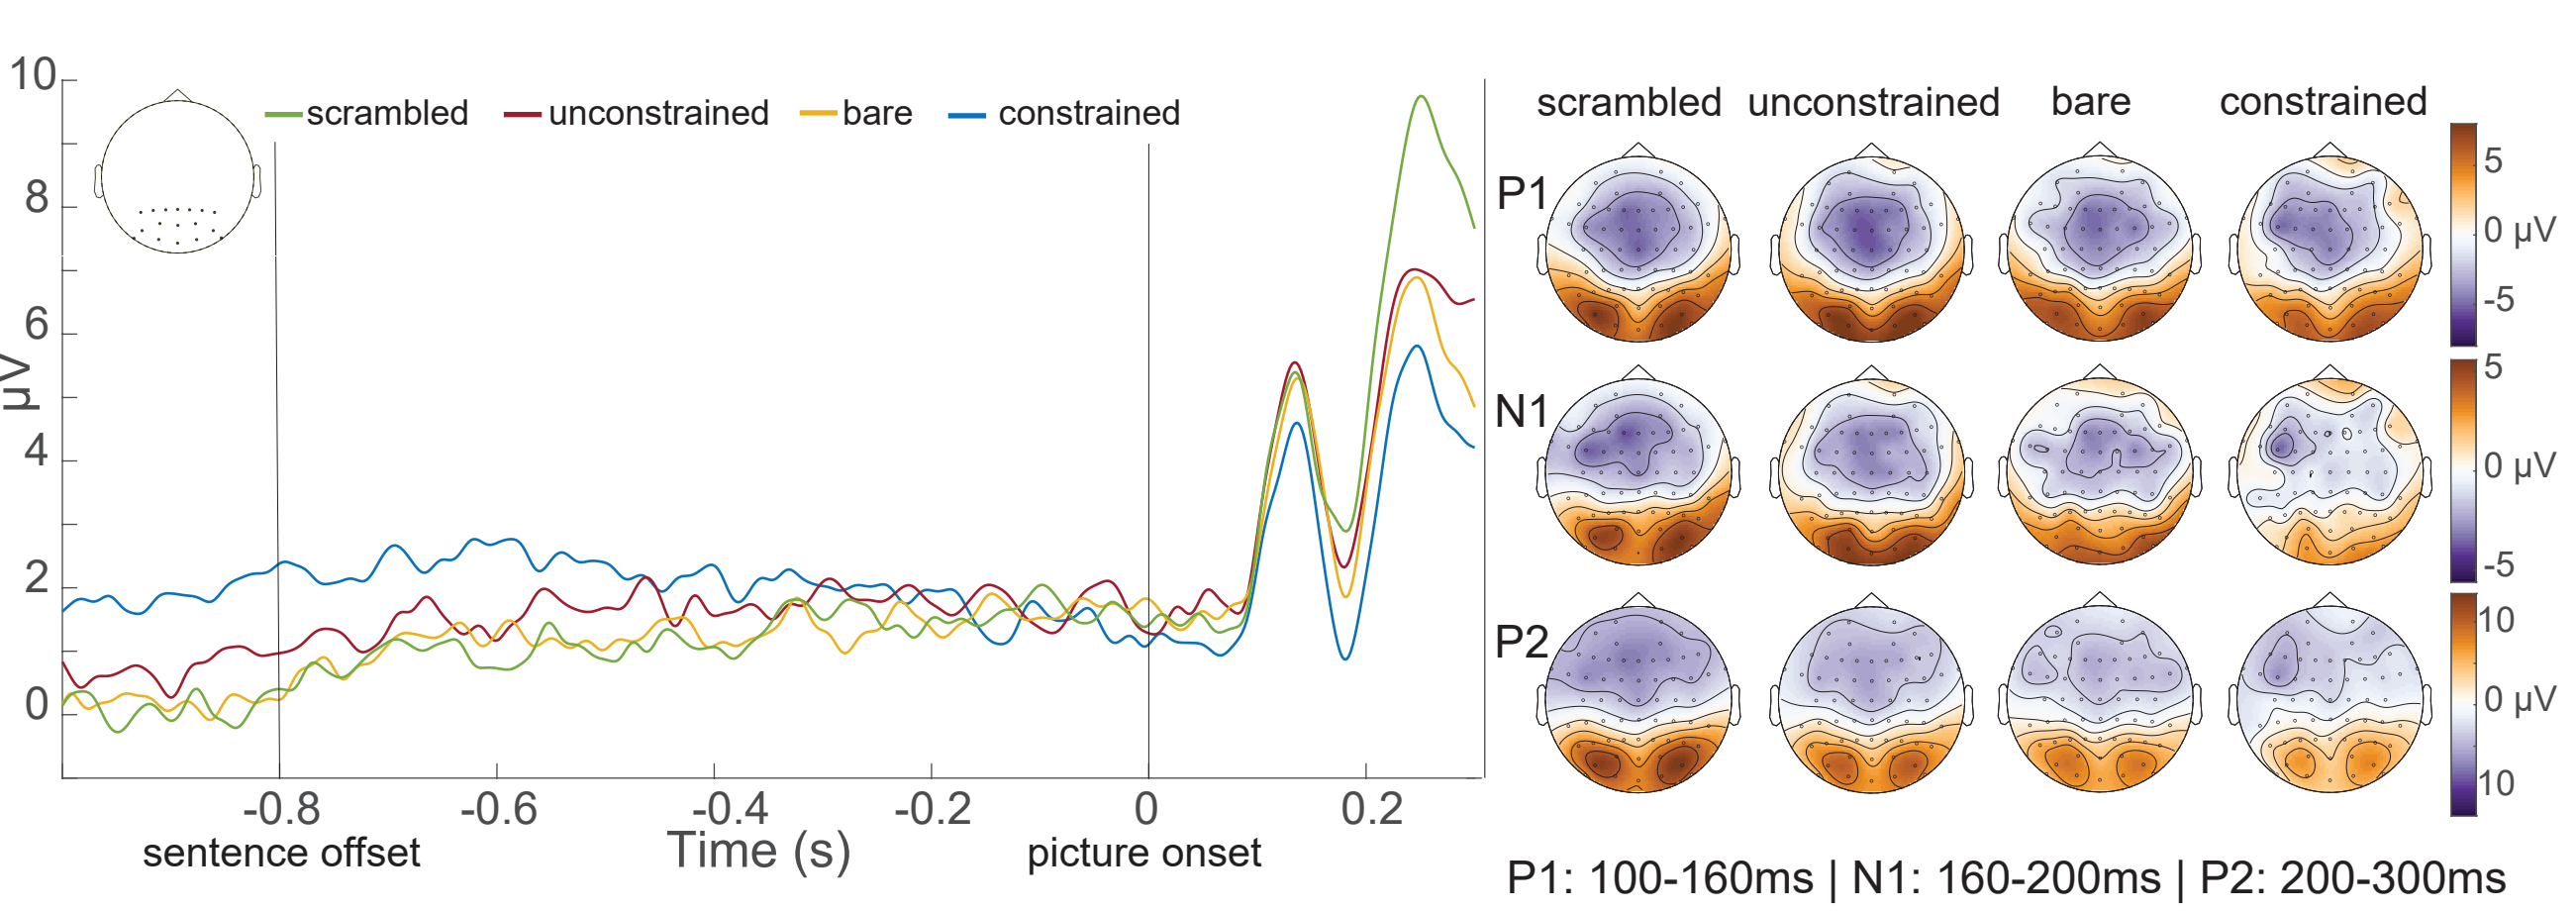 10
8
6
4
2
0
µV
scrambled unconstrained bare constrained
-0.8 -0.6 -0.4 -0.2 0 0.2
Time (s)
sentence offset
picture onset
scrambled unconstrained bare constrained
P1
5
0 µV
-5
N1
5
0 µV
-5
P2
10
0 µV
10
P1: 100-160ms | N1: 160-200ms | P2: 200-300ms